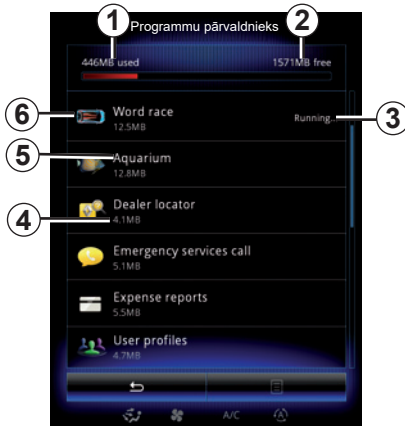 1
2
Programmu pārvaldnieks
446MB used
1571MB free
6
Word race
12.5MB
Running...
3
5
Aquarium
12.8MB
Dealer locator
4
4.1MB
Emergency services call
5.1MB
Expense reports
5.5MB
User profiles
4.7MB
A/C
A